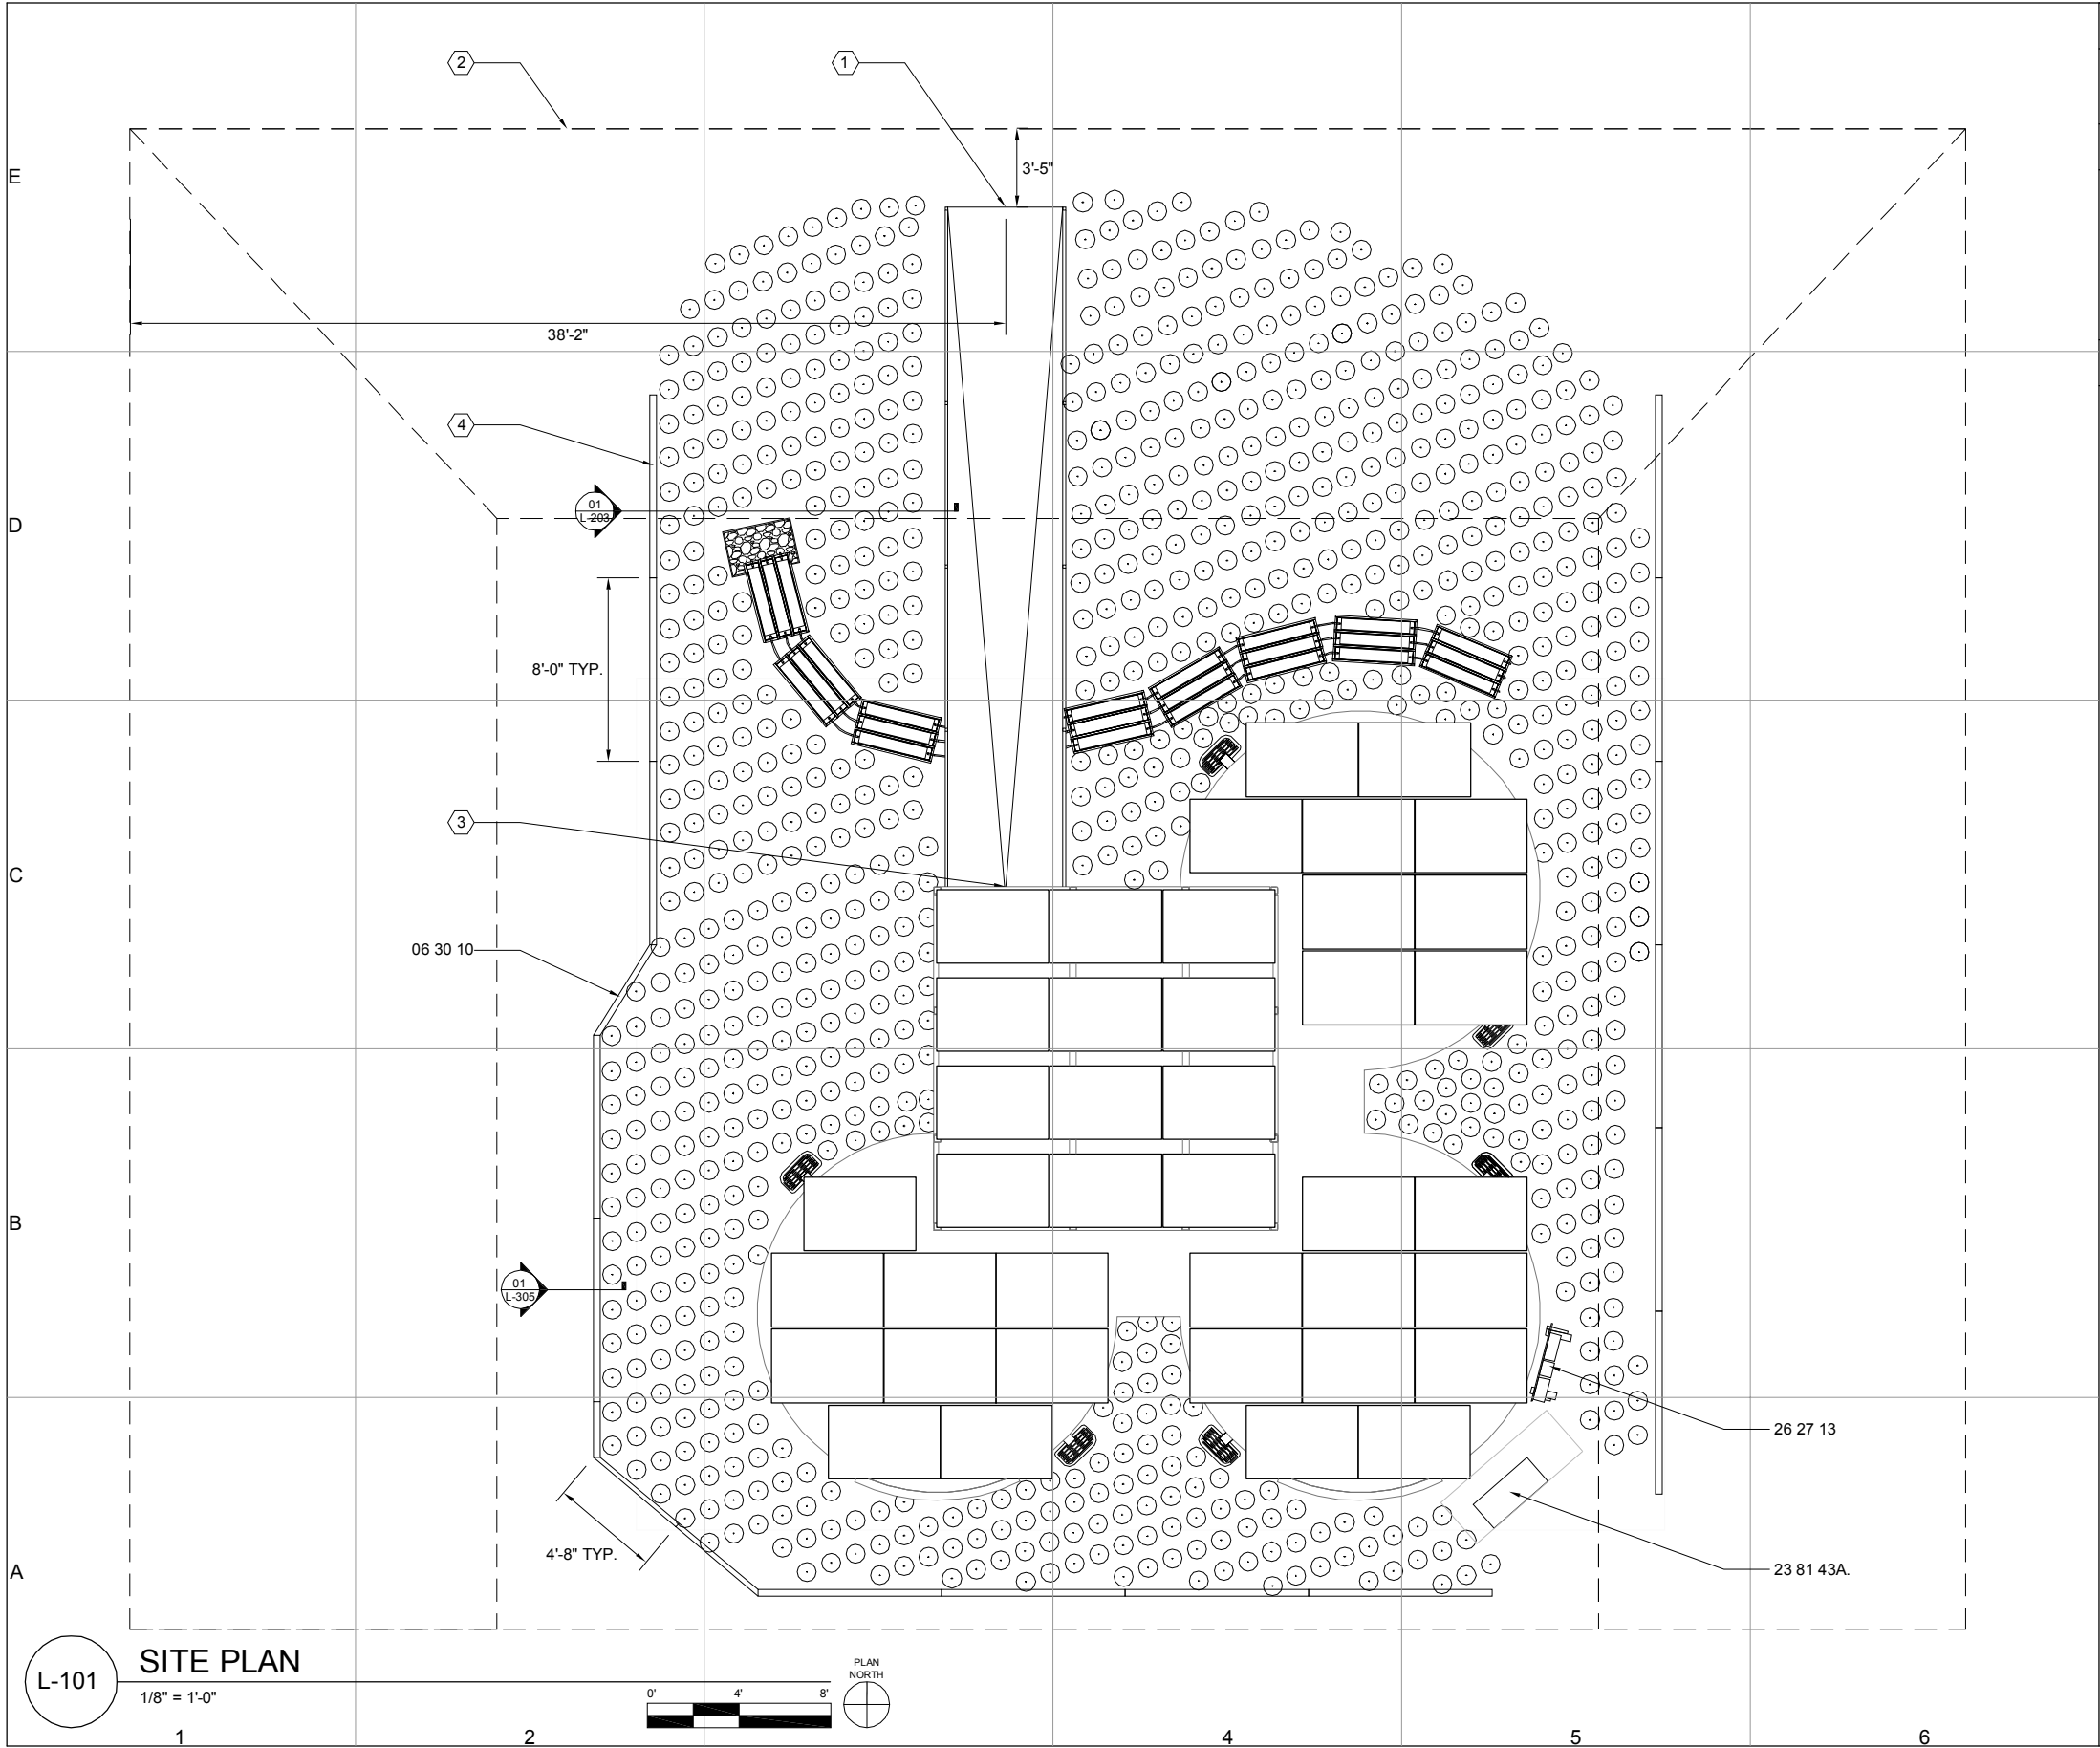 2
1
E
3'-5"
38'-2"
4
01
L-203
D
8'-0" TYP.
3
C
06 30 10
B
01
L-305
26 27 13
4'-8" TYP.
A
23 81 43A.
L-101
SITE PLAN
1/8" = 1'-0"
0' 4' 8'
PLAN
NORTH
1 2 4 5 6